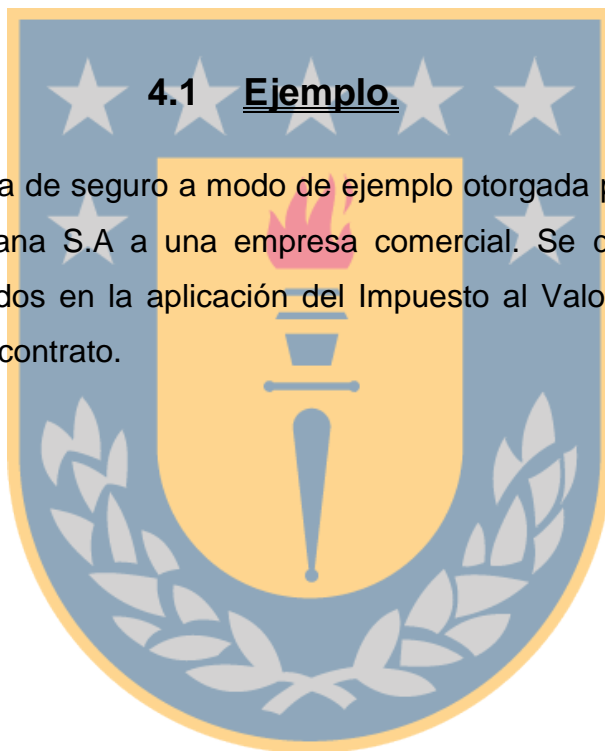 4.1 Ejemplo.
a de seguro a modo de ejemplo otorgada p
ana S.A a una empresa comercial. Se d
dos en la aplicación del Impuesto al Valo
contrato.